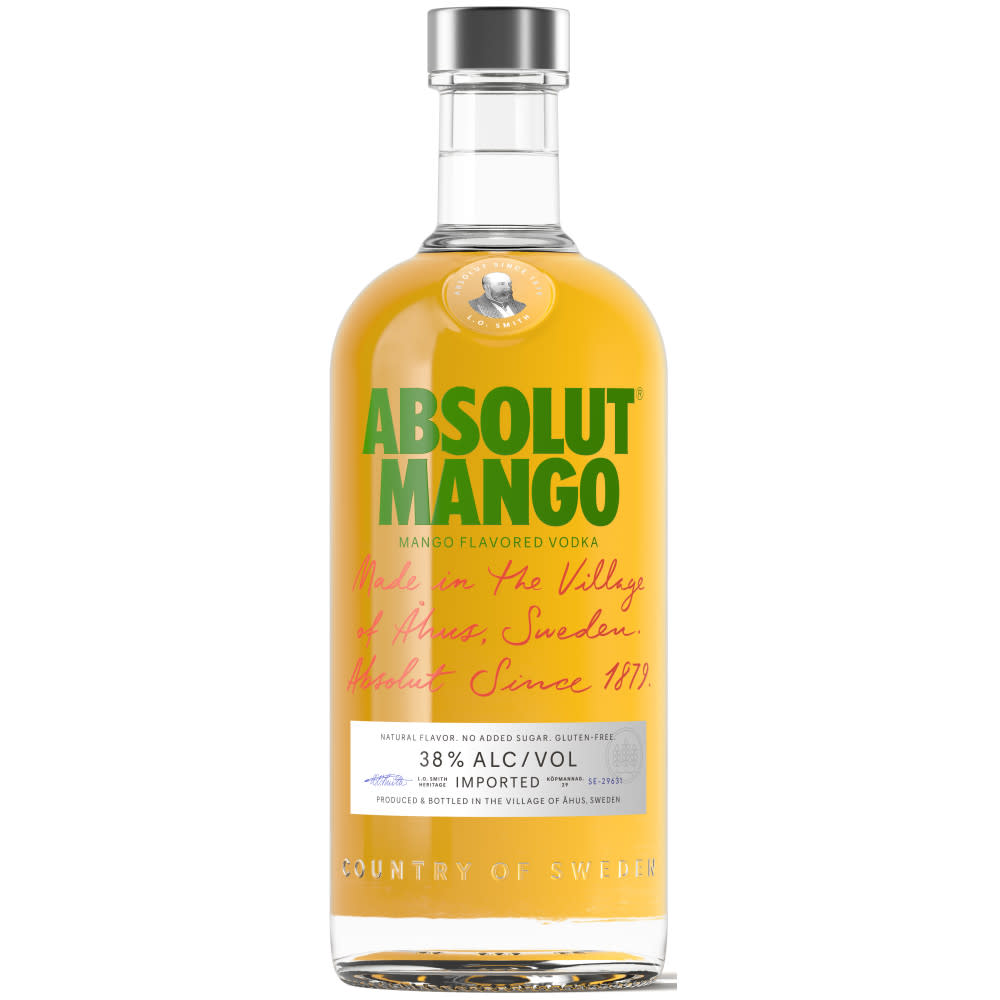 ABSOLUT SINCE 1879
L.O. SMITH
ABSOLUT®
MANGO
MANGO FLAVORED VODKA
Made in the Village
of Åhus, Sweden.
Absolut Since 1879.
NATURAL FLAVOR. NO ADDED SUGAR. GLUTEN-FREE.
38% ALC/VOL
L.O. SMITH HERITAGE IMPORTED KÖPMANNAG. 29 SE-29631
PRODUCED & BOTTLED IN THE VILLAGE OF ÅHUS, SWEDEN
COUNTRY OF SWEDEN